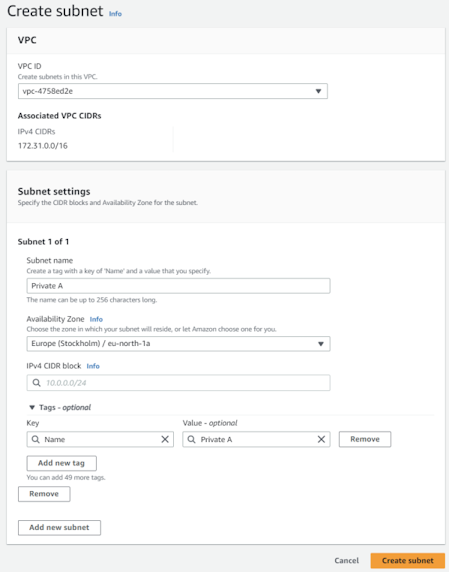 Create subnet Info
VPC
VPC ID
Create subnets in this VPC.
vpc-4758ed2e
Associated VPC CIDRs
IPv4 CIDRs
172.31.0.0/16
Subnet settings
Specify the CIDR blocks and Availability Zone for the subnet.
Subnet 1 of 1
Subnet name
Create a tag with a key of 'Name' and a value that you specify.
Private A
The name can be up to 256 characters long.
Availability Zone Info
Choose the zone in which your subnet will reside, or let Amazon choose one for you.
Europe (Stockholm) / eu-north-1a
IPv4 CIDR block Info
10.0.0.0/24
Tags - optional
Key Value - optional
Name Private A Remove
Add new tag
You can add 49 more tags.
Remove
Add new subnet
Cancel Create subnet